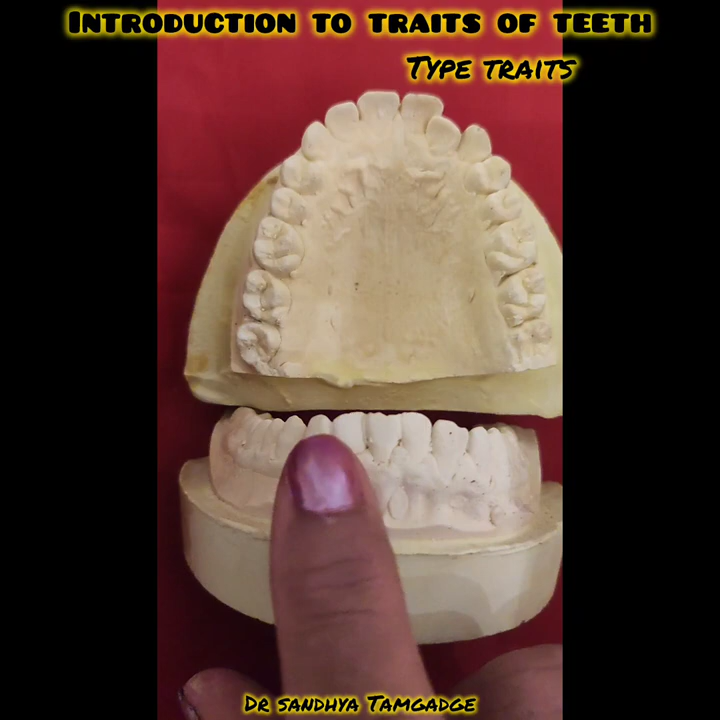 Introduction to traits of teeth
Type traits
Dr Sandhya Tamgadge